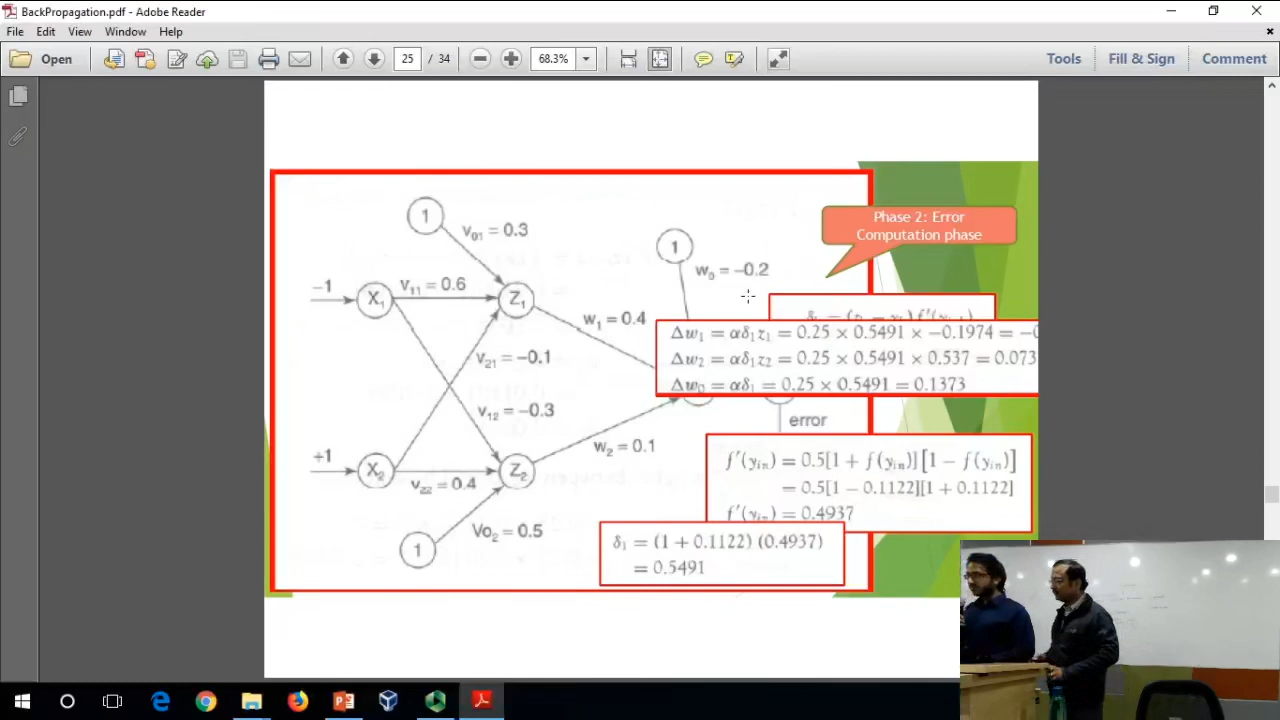 BackPropagation.pdf - Adobe Reader
File Edit View Window Help
Open
25 / 34
68.3%
Tools
Fill & Sign
Comment
Phase 2: Error
Computation phase
1
v₀₁ = 0.3
1
w₀ = −0.2
−1
X₁
v₁₁ = 0.6
Z₁
w₁ = 0.4
Δw₁ = αδ₁z₁ = 0.25 × 0.5491 × −0.1974 =
Δw₂ = αδ₁z₂ = 0.25 × 0.5491 × 0.537 = 0.073
Δw₀ = αδ₁ = 0.25 × 0.5491 = 0.1373
v₂₁ = −0.1
v₁₂ = −0.3
error
w₂ = 0.1
+1
X₂
v₂₂ = 0.4
Z₂
Vo₂ = 0.5
1
f′(yᵢₙ) = 0.5[1 + f(yᵢₙ)][1 − f(yᵢₙ)]
= 0.5[1 − 0.1122][1 + 0.1122]
f′(yᵢₙ) = 0.4937
δ₁ = (1 + 0.1122) (0.4937)
= 0.5491